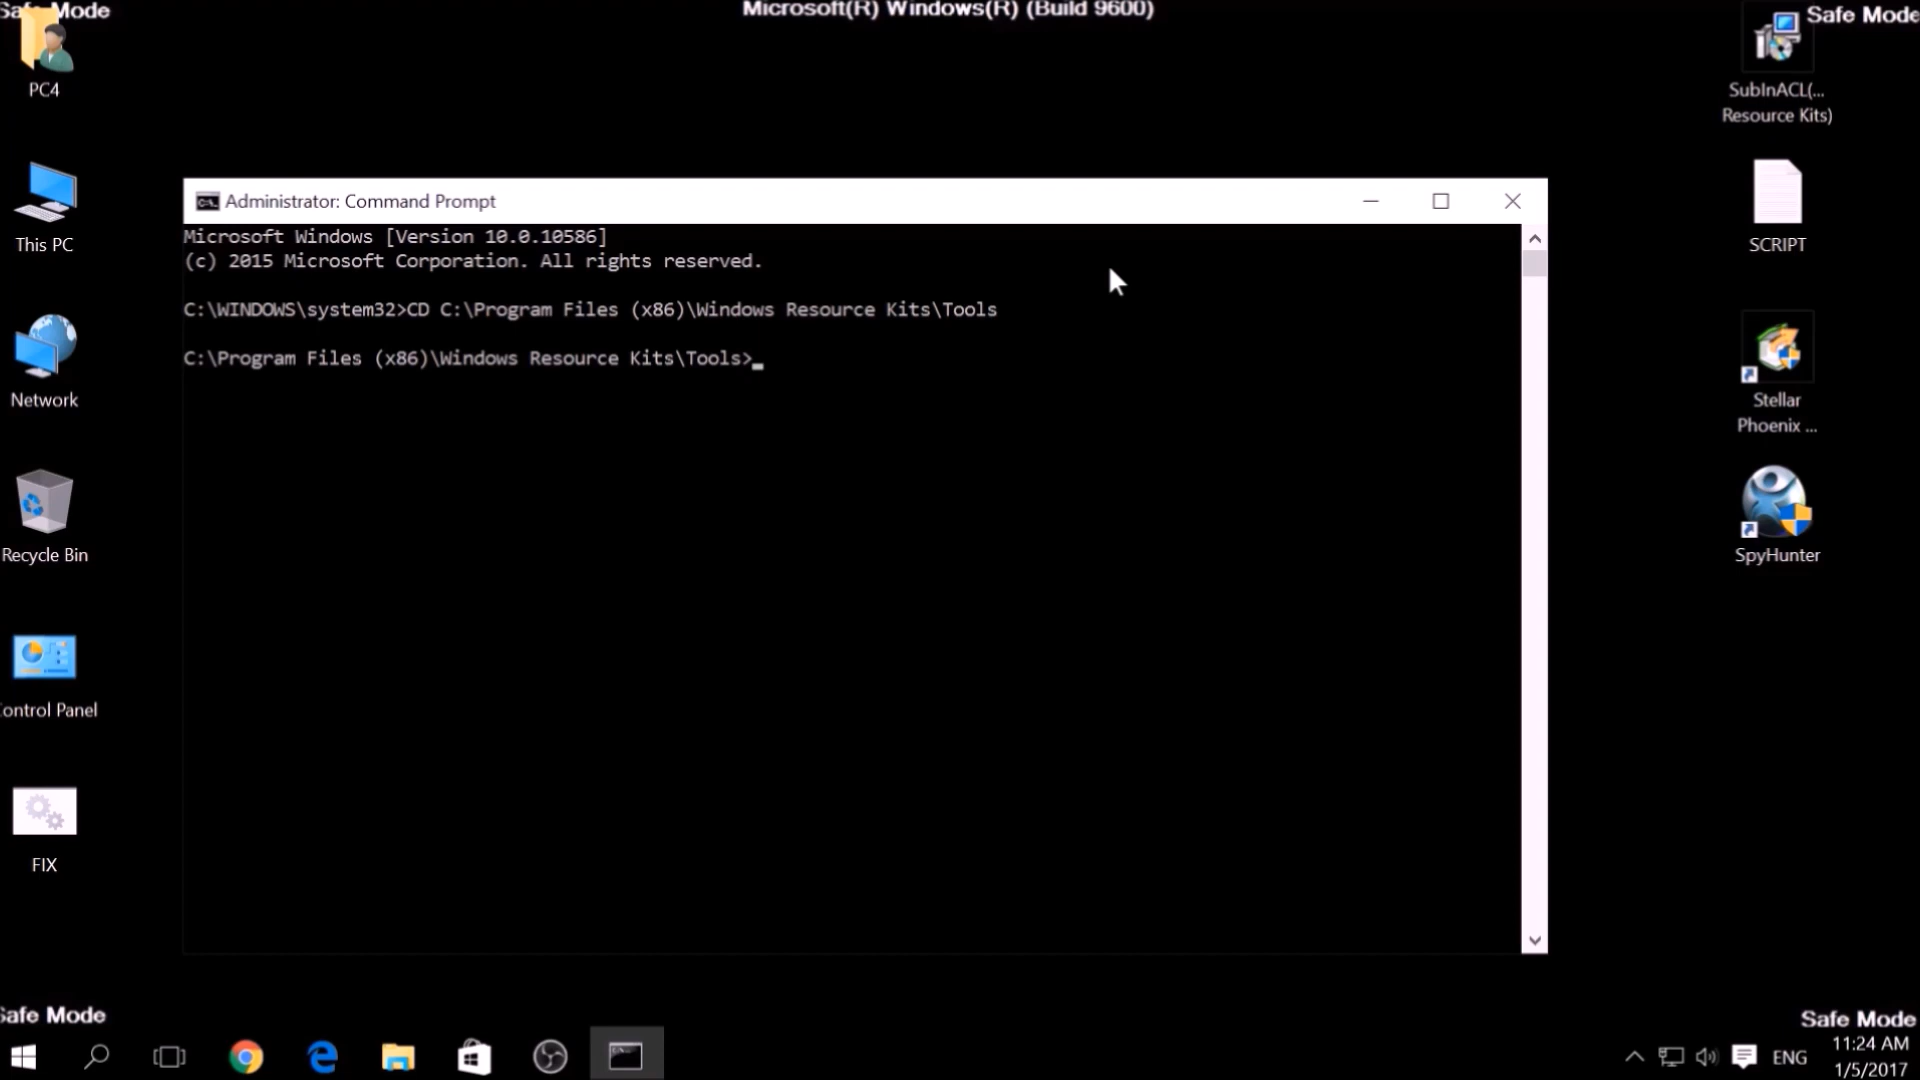 Safe Mode
Microsoft(R) Windows(R) (Build 9600)
Safe Mode
PC4
This PC
Network
Recycle Bin
Control Panel
FIX
Administrator: Command Prompt
Microsoft Windows [Version 10.0.10586]
(c) 2015 Microsoft Corporation. All rights reserved.
C:\WINDOWS\system32>CD C:\Program Files (x86)\Windows Resource Kits\Tools
C:\Program Files (x86)\Windows Resource Kits\Tools>
SubInACL(...
Resource Kits)
SCRIPT
Stellar
Phoenix ...
SpyHunter
Safe Mode
Safe Mode
ENG
11:24 AM
1/5/2017